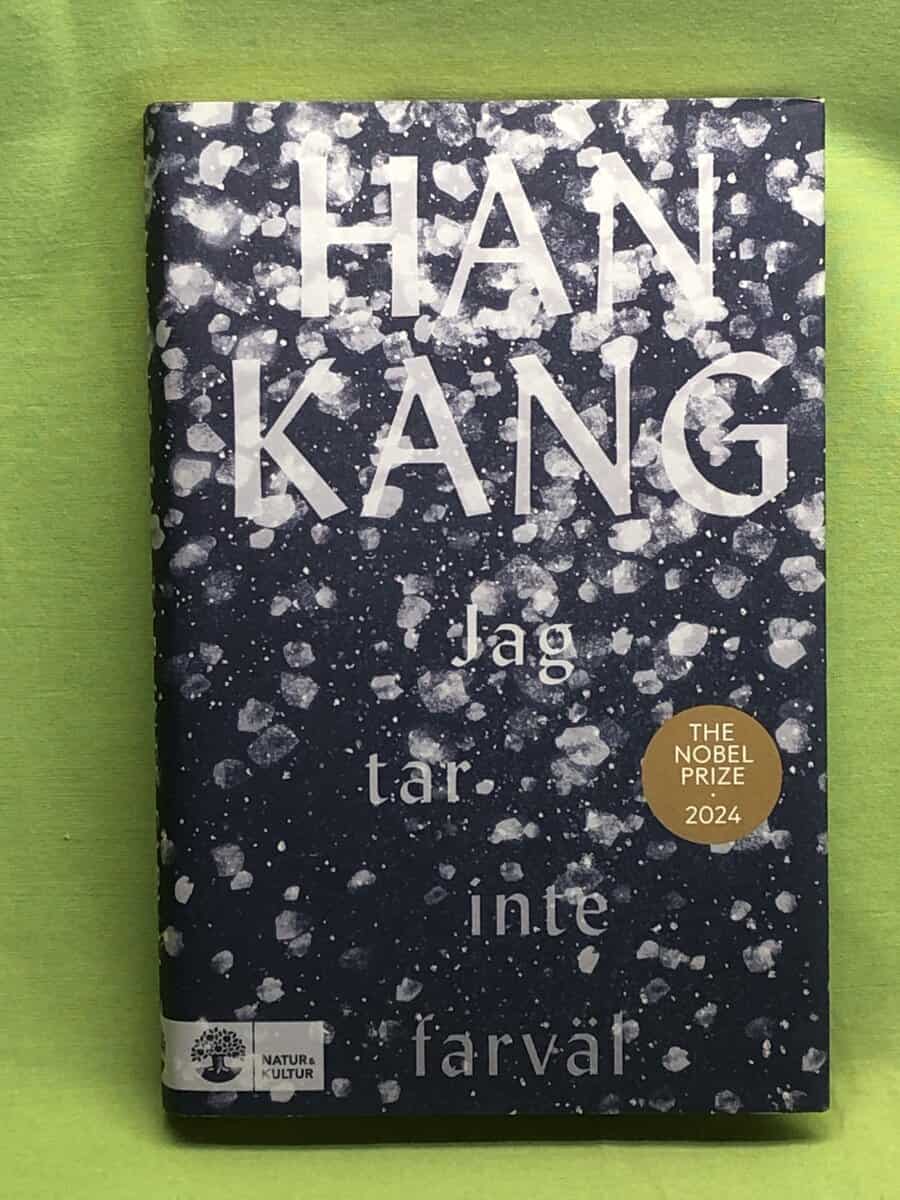 HAN
KANG
Jag
tar
inte
farväl
THE
NOBEL
PRIZE
·
2024
NATUR &
KULTUR